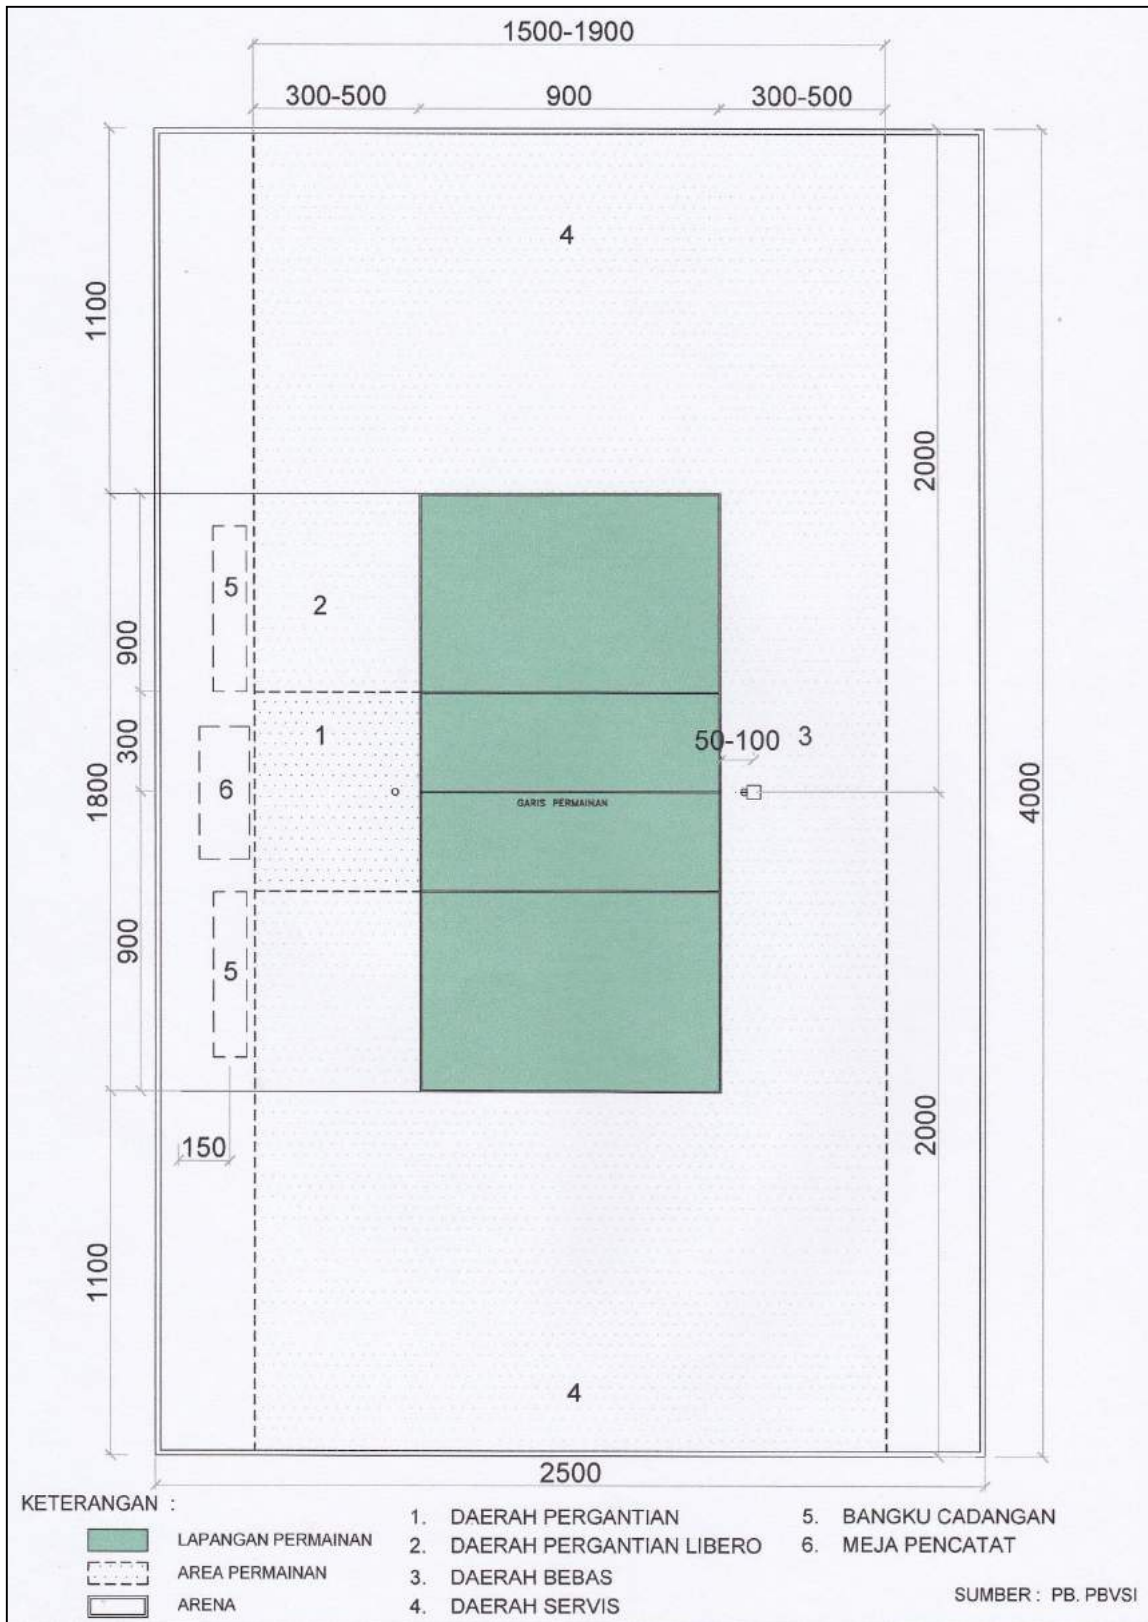 1500-1900
300-500 900 300-500
4
1100
2000
5
2
900
1
50-100 3
300
6
GARIS PERMAINAN
1800
4000
5
900
2000
150
1100
4
2500
KETERANGAN :
LAPANGAN PERMAINAN
AREA PERMAINAN
ARENA
1. DAERAH PERGANTIAN
2. DAERAH PERGANTIAN LIBERO
3. DAERAH BEBAS
4. DAERAH SERVIS
5. BANGKU CADANGAN
6. MEJA PENCATAT
SUMBER : PB. PBVSI